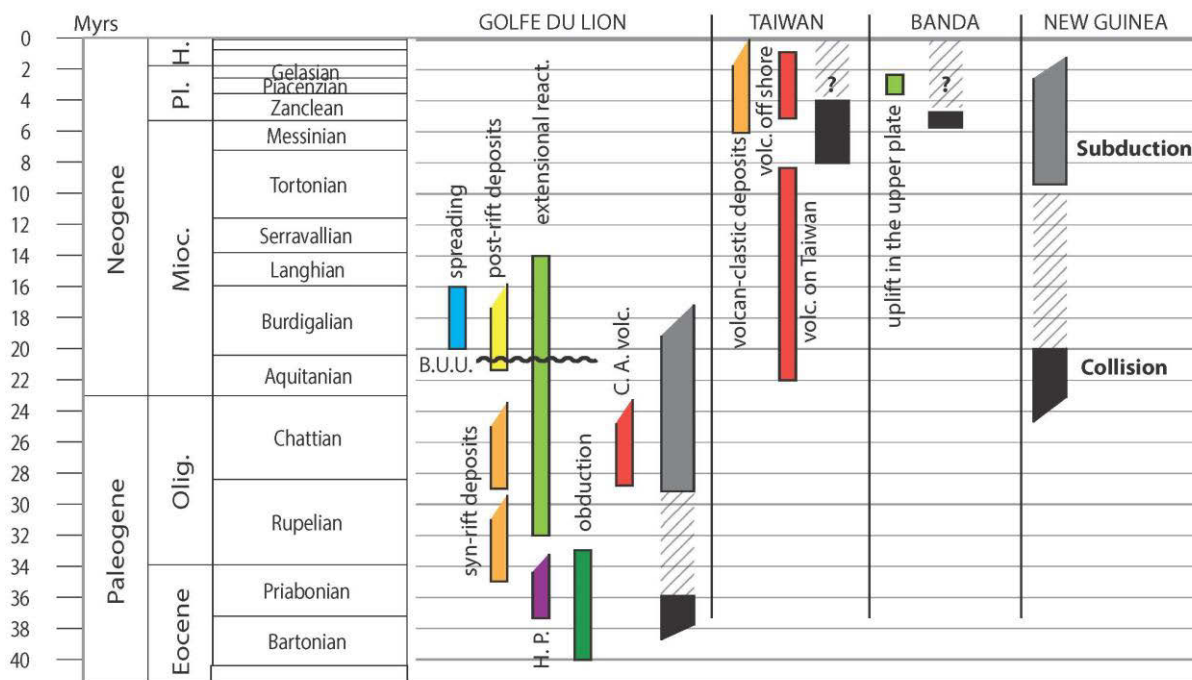 Myrs GOLFE DU LION TAIWAN BANDA NEW GUINEA
0
2
4
6
8
10
12
14
16
18
20
22
24
26
28
30
32
34
36
38
40
Neogene
Paleogene
H.
Pl.
Mioc.
Olig.
Eocene
Gelasian
Piacenzian
Zanclean
Messinian
Tortonian
Serravallian
Langhian
Burdigalian
Aquitanian
Chattian
Rupelian
Priabonian
Bartonian
spreading
post-rift deposits
extensional react.
B.U.U.
syn-rift deposits
H. P.
obduction
C. A. volc.
volcan-clastic deposits
volc. off shore
volc. on Taiwan
?
uplift in the upper plate
?
Subduction
Collision